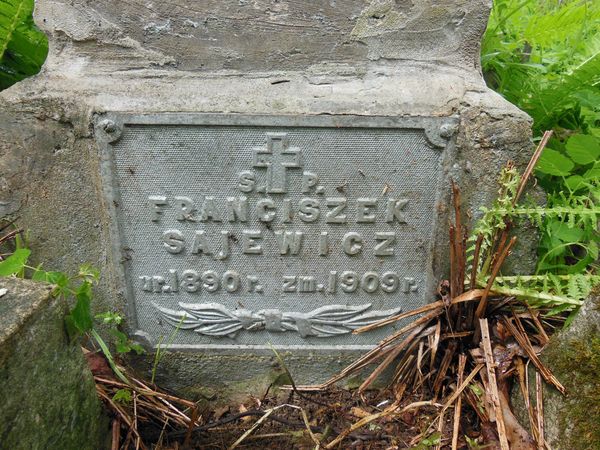 S. P.
FRANCISZEK
SAJEWICZ
ur. 1890 r. zm. 1909 r.